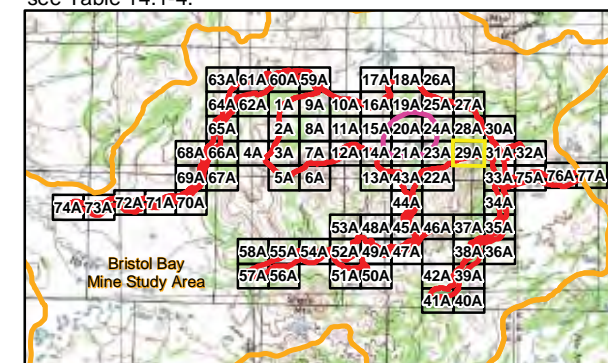 see Table 14.1-4.
63A 61A 60A 59A 17A 18A 26A
64A 62A 1A 9A 10A 16A 19A 25A 27A
65A 2A 8A 11A 15A 20A 24A 28A 30A
68A 66A 4A 3A 7A 12A 14A 21A 23A 29A 31A 32A
69A 67A 5A 6A 13A 43A 22A 33A 75A 76A 77A
74A 73A 72A 71A 70A 44A 34A
53A 48A 45A 46A 37A 35A
58A 55A 54A 52A 49A 47A 38A 36A
Bristol Bay
Mine Study Area
57A 56A 51A 50A 42A 39A
41A 40A